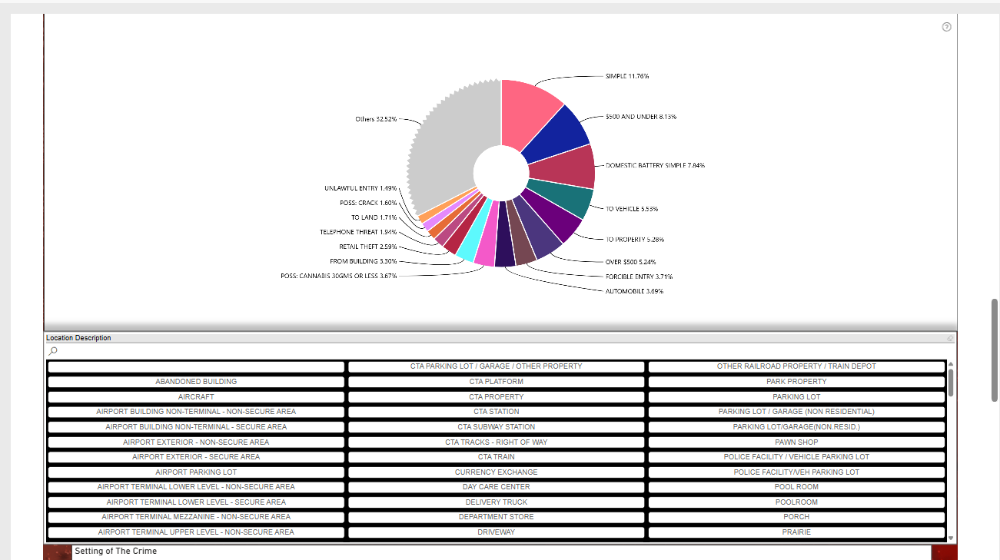 SIMPLE 11.76%
$500 AND UNDER 8.13%
Others 32.52%
DOMESTIC BATTERY SIMPLE 7.84%
UNLAWFUL ENTRY 1.49%
POSS: CRACK 1.60%
TO VEHICLE 5.53%
TO LAND 1.71%
TELEPHONE THREAT 1.94%
TO PROPERTY 5.28%
RETAIL THEFT 2.59%
FROM BUILDING 3.30%
OVER $500 5.24%
POSS: CANNABIS 30GMS OR LESS 3.67%
FORCIBLE ENTRY 3.71%
AUTOMOBILE 3.69%
Location Description
CTA PARKING LOT / GARAGE / OTHER PROPERTY
OTHER RAILROAD PROPERTY / TRAIN DEPOT
ABANDONED BUILDING
CTA PLATFORM
PARK PROPERTY
AIRCRAFT
CTA PROPERTY
PARKING LOT
AIRPORT BUILDING NON-TERMINAL - NON-SECURE AREA
CTA STATION
PARKING LOT / GARAGE (NON RESIDENTIAL)
AIRPORT BUILDING NON-TERMINAL - SECURE AREA
CTA SUBWAY STATION
PARKING LOT/GARAGE(NON.RESID.)
AIRPORT EXTERIOR - NON-SECURE AREA
CTA TRACKS - RIGHT OF WAY
PAWN SHOP
AIRPORT EXTERIOR - SECURE AREA
CTA TRAIN
POLICE FACILITY / VEHICLE PARKING LOT
AIRPORT PARKING LOT
CURRENCY EXCHANGE
POLICE FACILITY/VEH PARKING LOT
AIRPORT TERMINAL LOWER LEVEL - NON-SECURE AREA
DAY CARE CENTER
POOL ROOM
AIRPORT TERMINAL LOWER LEVEL - SECURE AREA
DELIVERY TRUCK
POOLROOM
AIRPORT TERMINAL MEZZANINE - NON-SECURE AREA
DEPARTMENT STORE
PORCH
AIRPORT TERMINAL UPPER LEVEL - NON-SECURE AREA
DRIVEWAY
PRAIRIE
Setting of The Crime